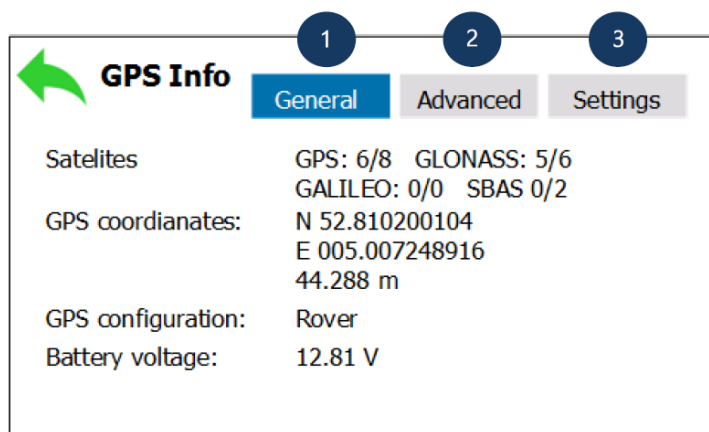 1 2 3
GPS Info General Advanced Settings
Satelites GPS: 6/8 GLONASS: 5/6
GALILEO: 0/0 SBAS 0/2
GPS coordianates: N 52.810200104
E 005.007248916
44.288 m
GPS configuration: Rover
Battery voltage: 12.81 V